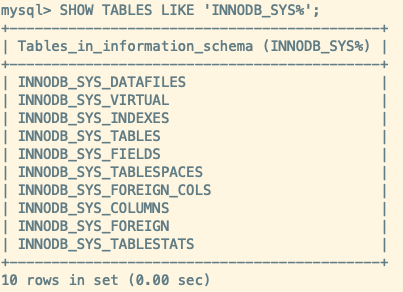 mysql> SHOW TABLES LIKE 'INNODB_SYS%';
+--------------------------------------------+
| Tables_in_information_schema (INNODB_SYS%) |
+--------------------------------------------+
| INNODB_SYS_DATAFILES                       |
| INNODB_SYS_VIRTUAL                         |
| INNODB_SYS_INDEXES                         |
| INNODB_SYS_TABLES                          |
| INNODB_SYS_FIELDS                          |
| INNODB_SYS_TABLESPACES                     |
| INNODB_SYS_FOREIGN_COLS                    |
| INNODB_SYS_COLUMNS                         |
| INNODB_SYS_FOREIGN                         |
| INNODB_SYS_TABLESTATS                      |
+--------------------------------------------+
10 rows in set (0.00 sec)